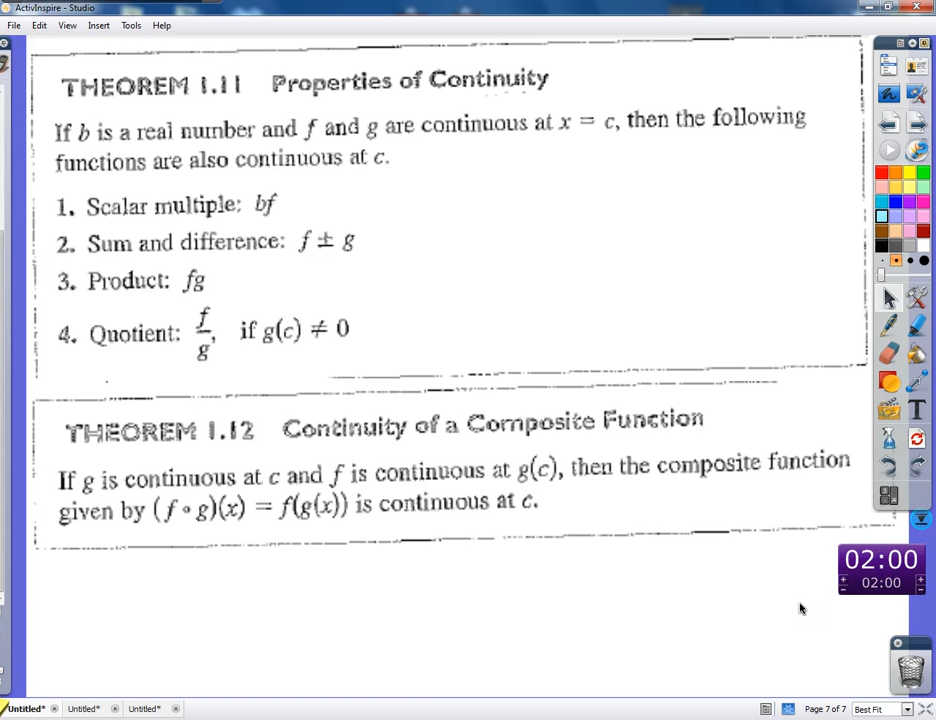 ActivInspire - Studio
File Edit View Insert Tools Help
THEOREM 1.11 Properties of Continuity
If b is a real number and f and g are continuous at x = c, then the following
functions are also continuous at c.
1. Scalar multiple: bf
2. Sum and difference: f ± g
3. Product: fg
4. Quotient: f/g, if g(c) ≠ 0
THEOREM 1.12 Continuity of a Composite Function
If g is continuous at c and f is continuous at g(c), then the composite function
given by (f ∘ g)(x) = f(g(x)) is continuous at c.
02:00
02:00
Untitled* Untitled* Untitled* Page 7 of 7 Best Fit